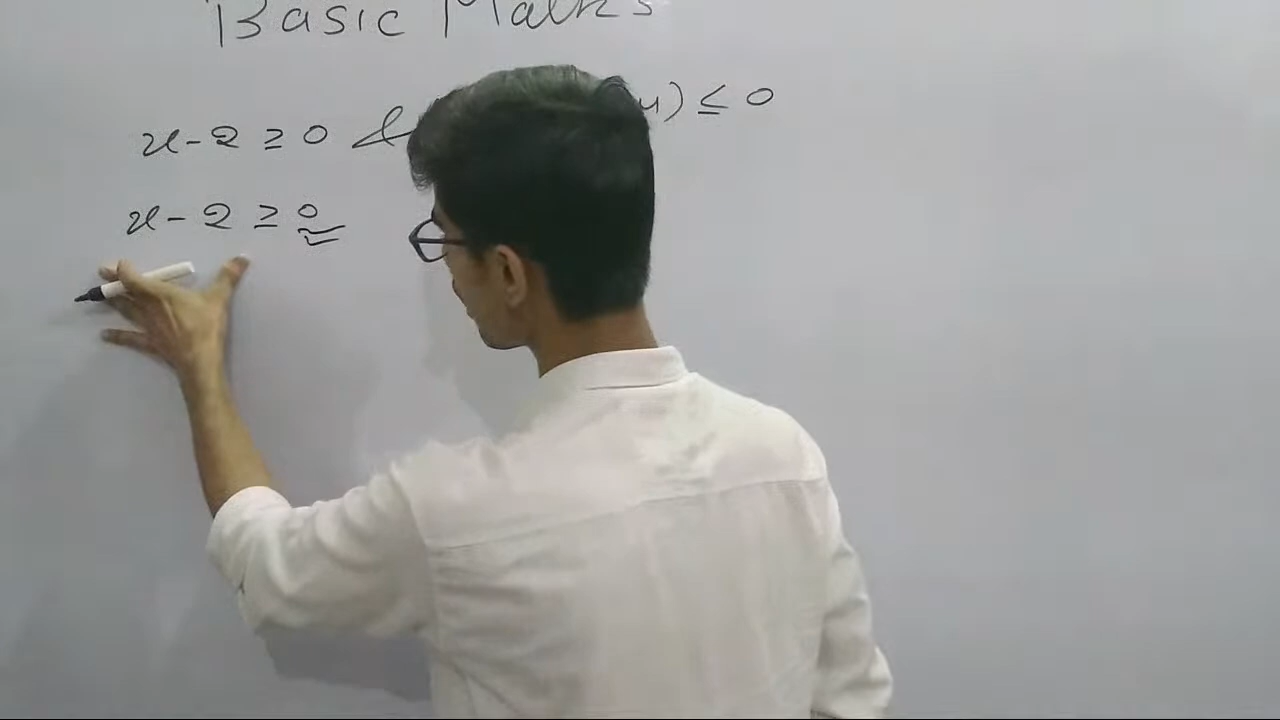 Basic Maths
x - 2 ≥ 0 & x) ≤ 0
x - 2 ≥ 0